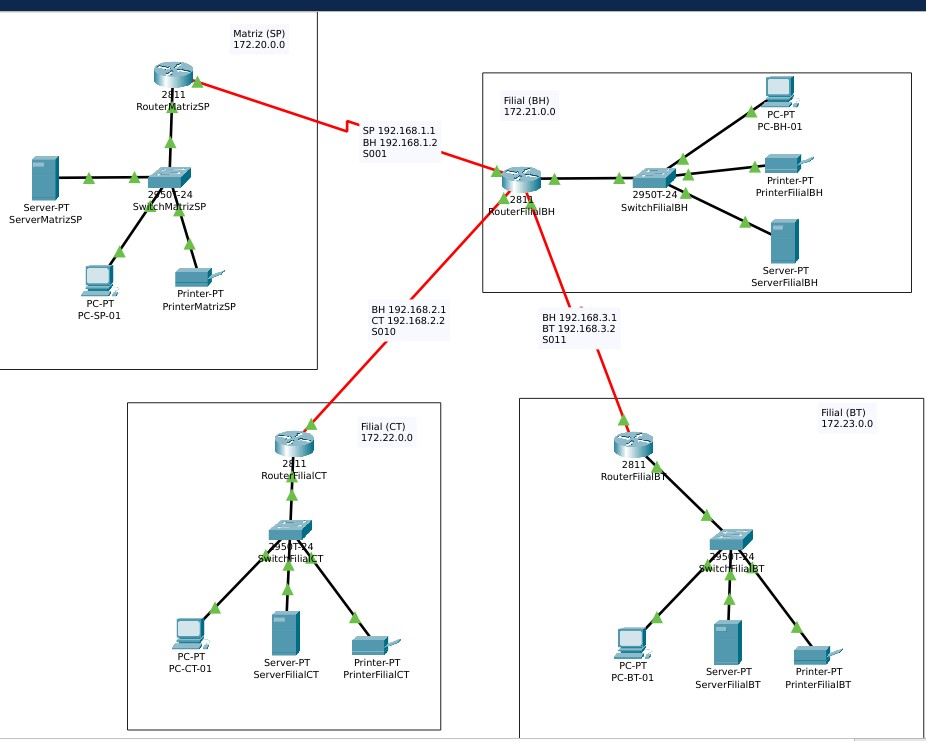 Matriz (SP)
172.20.0.0
2811
RouterMatrizSP
Server-PT
ServerMatrizSP
2950T-24
SwitchMatrizSP
PC-PT
PC-SP-01
Printer-PT
PrinterMatrizSP
SP 192.168.1.1
BH 192.168.1.2
S001
Filial (BH)
172.21.0.0
2811
RouterFilialBH
2950T-24
SwitchFilialBH
PC-PT
PC-BH-01
Printer-PT
PrinterFilialBH
Server-PT
ServerFilialBH
BH 192.168.2.1
CT 192.168.2.2
S010
BH 192.168.3.1
BT 192.168.3.2
S011
Filial (CT)
172.22.0.0
2811
RouterFilialCT
2950T-24
SwitchFilialCT
PC-PT
PC-CT-01
Server-PT
ServerFilialCT
Printer-PT
PrinterFilialCT
Filial (BT)
172.23.0.0
2811
RouterFilialBT
2950T-24
SwitchFilialBT
PC-PT
PC-BT-01
Server-PT
ServerFilialBT
Printer-PT
PrinterFilialBT